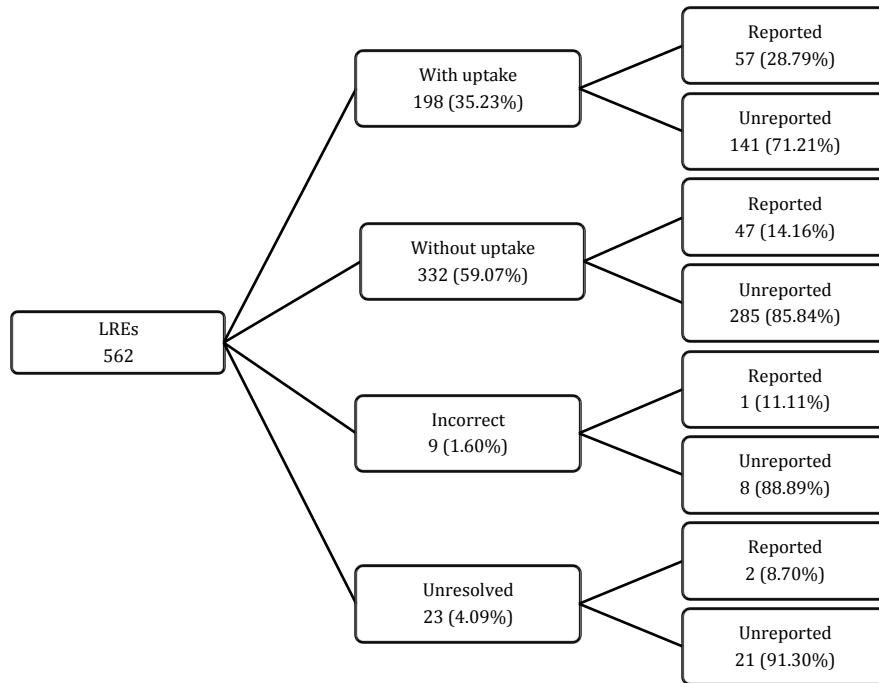 LREs
562
With uptake
198 (35.23%)
Reported
57 (28.79%)
Unreported
141 (71.21%)
Without uptake
332 (59.07%)
Reported
47 (14.16%)
Unreported
285 (85.84%)
Incorrect
9 (1.60%)
Reported
1 (11.11%)
Unreported
8 (88.89%)
Unresolved
23 (4.09%)
Reported
2 (8.70%)
Unreported
21 (91.30%)